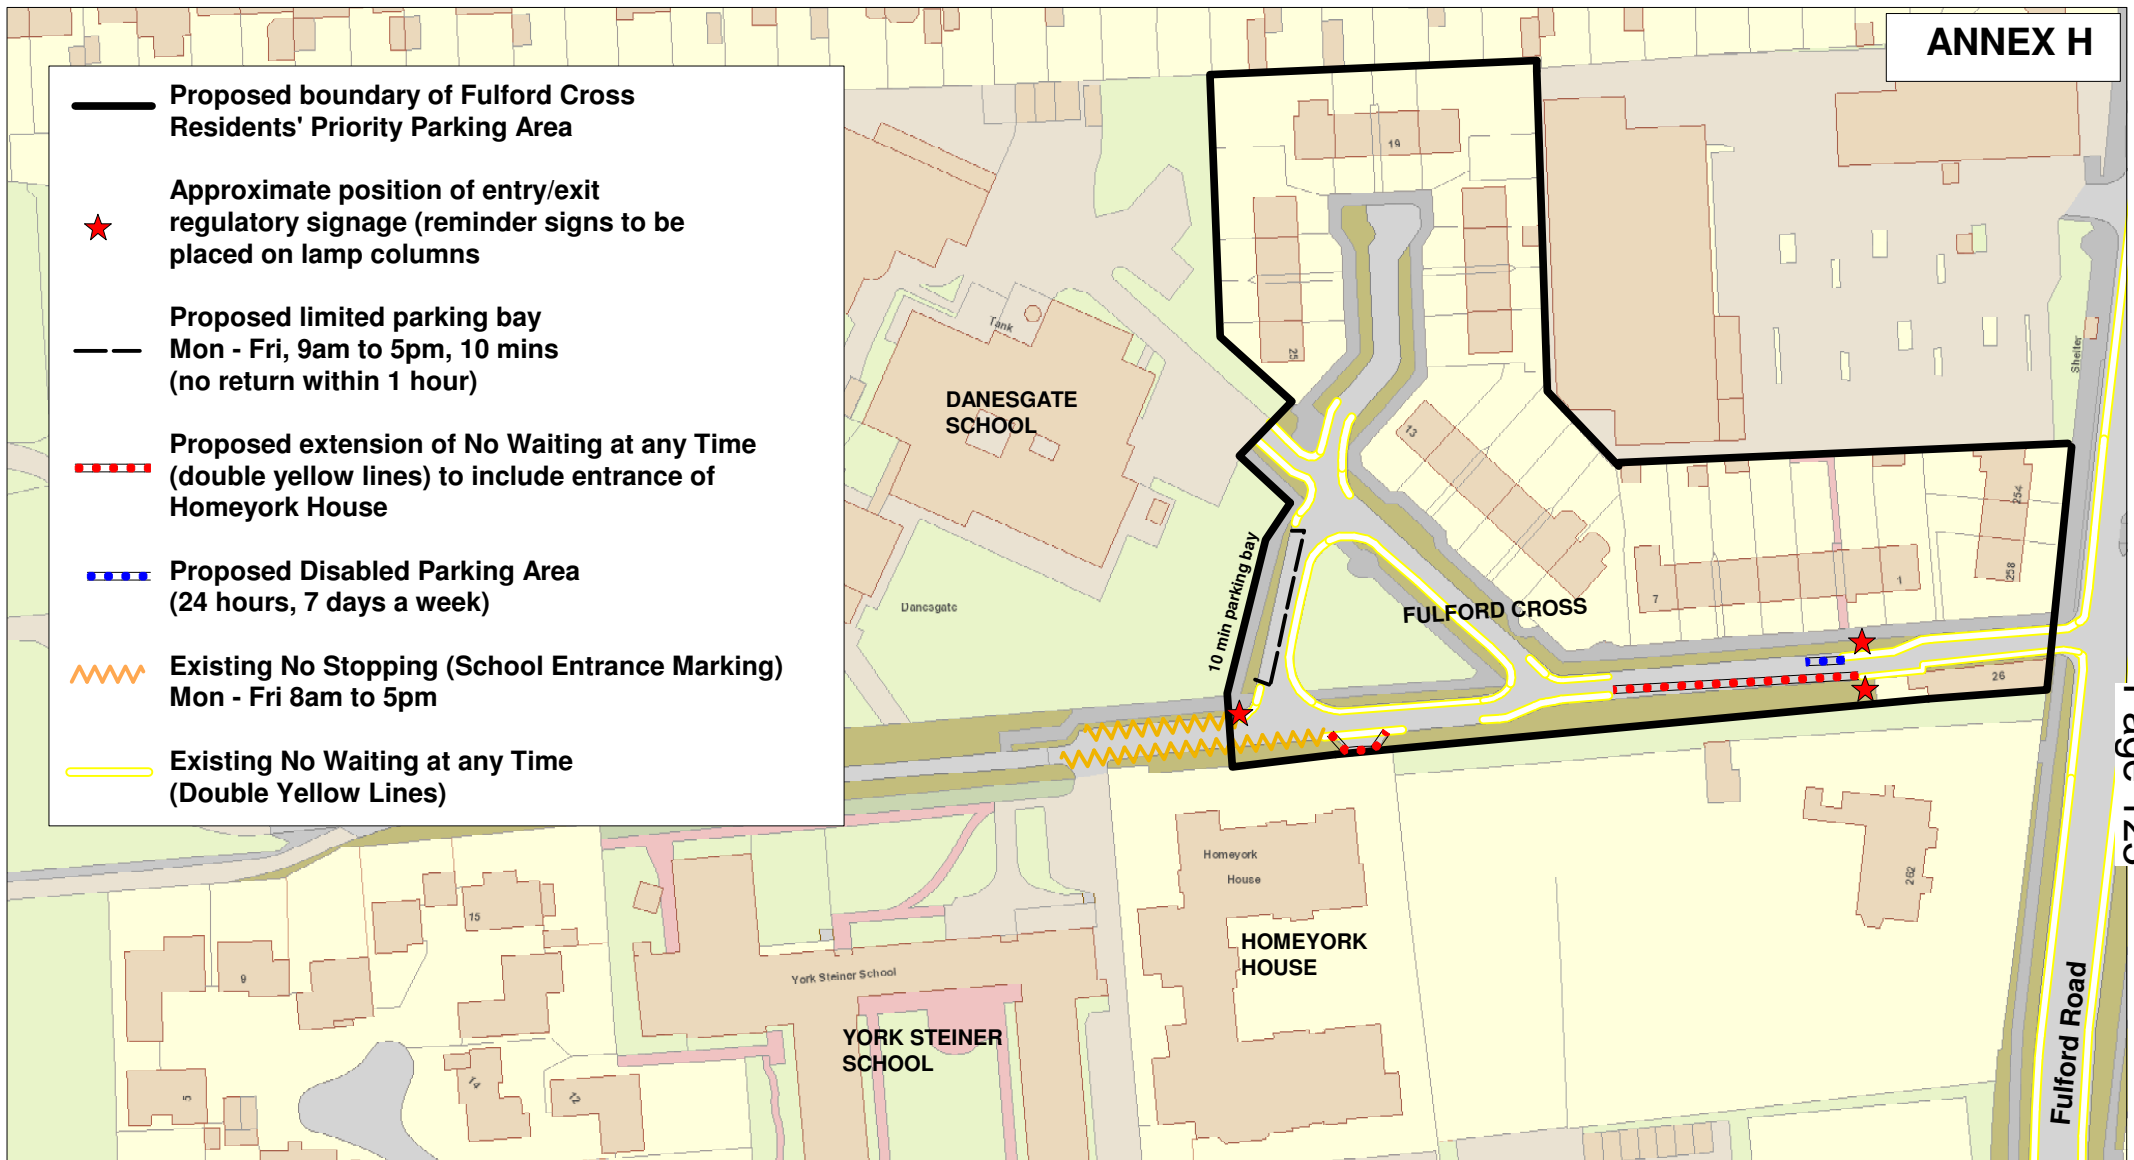 ANNEX H
Proposed boundary of Fulford Cross
Residents' Priority Parking Area
Approximate position of entry/exit
regulatory signage (reminder signs to be
placed on lamp columns
Proposed limited parking bay
Mon - Fri, 9am to 5pm, 10 mins
(no return within 1 hour)
Proposed extension of No Waiting at any Time
(double yellow lines) to include entrance of
Homeyork House
Proposed Disabled Parking Area
(24 hours, 7 days a week)
Existing No Stopping (School Entrance Marking)
Mon - Fri 8am to 5pm
Existing No Waiting at any Time
(Double Yellow Lines)
19
25
Tank
DANESGATE
SCHOOL
13
Shelter
254
258
10 min parking bay
Danesgate
FULFORD CROSS
7
1
26
Homeyork
House
262
HOMEYORK
HOUSE
15
9
York Steiner School
YORK STEINER
SCHOOL
5
14
12
Fulford Road